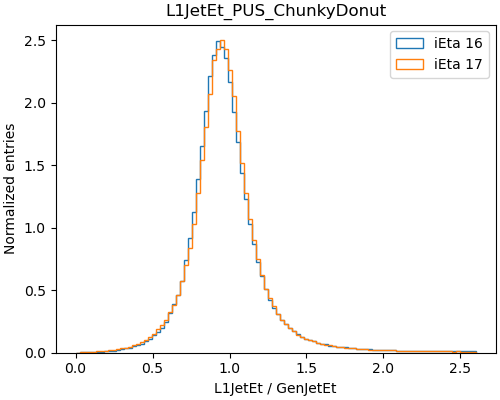 L1JetEt_PUS_ChunkyDonut
iEta 16
iEta 17
Normalized entries
2.5
2.0
1.5
1.0
0.5
0.0
0.0 0.5 1.0 1.5 2.0 2.5
L1JetEt / GenJetEt